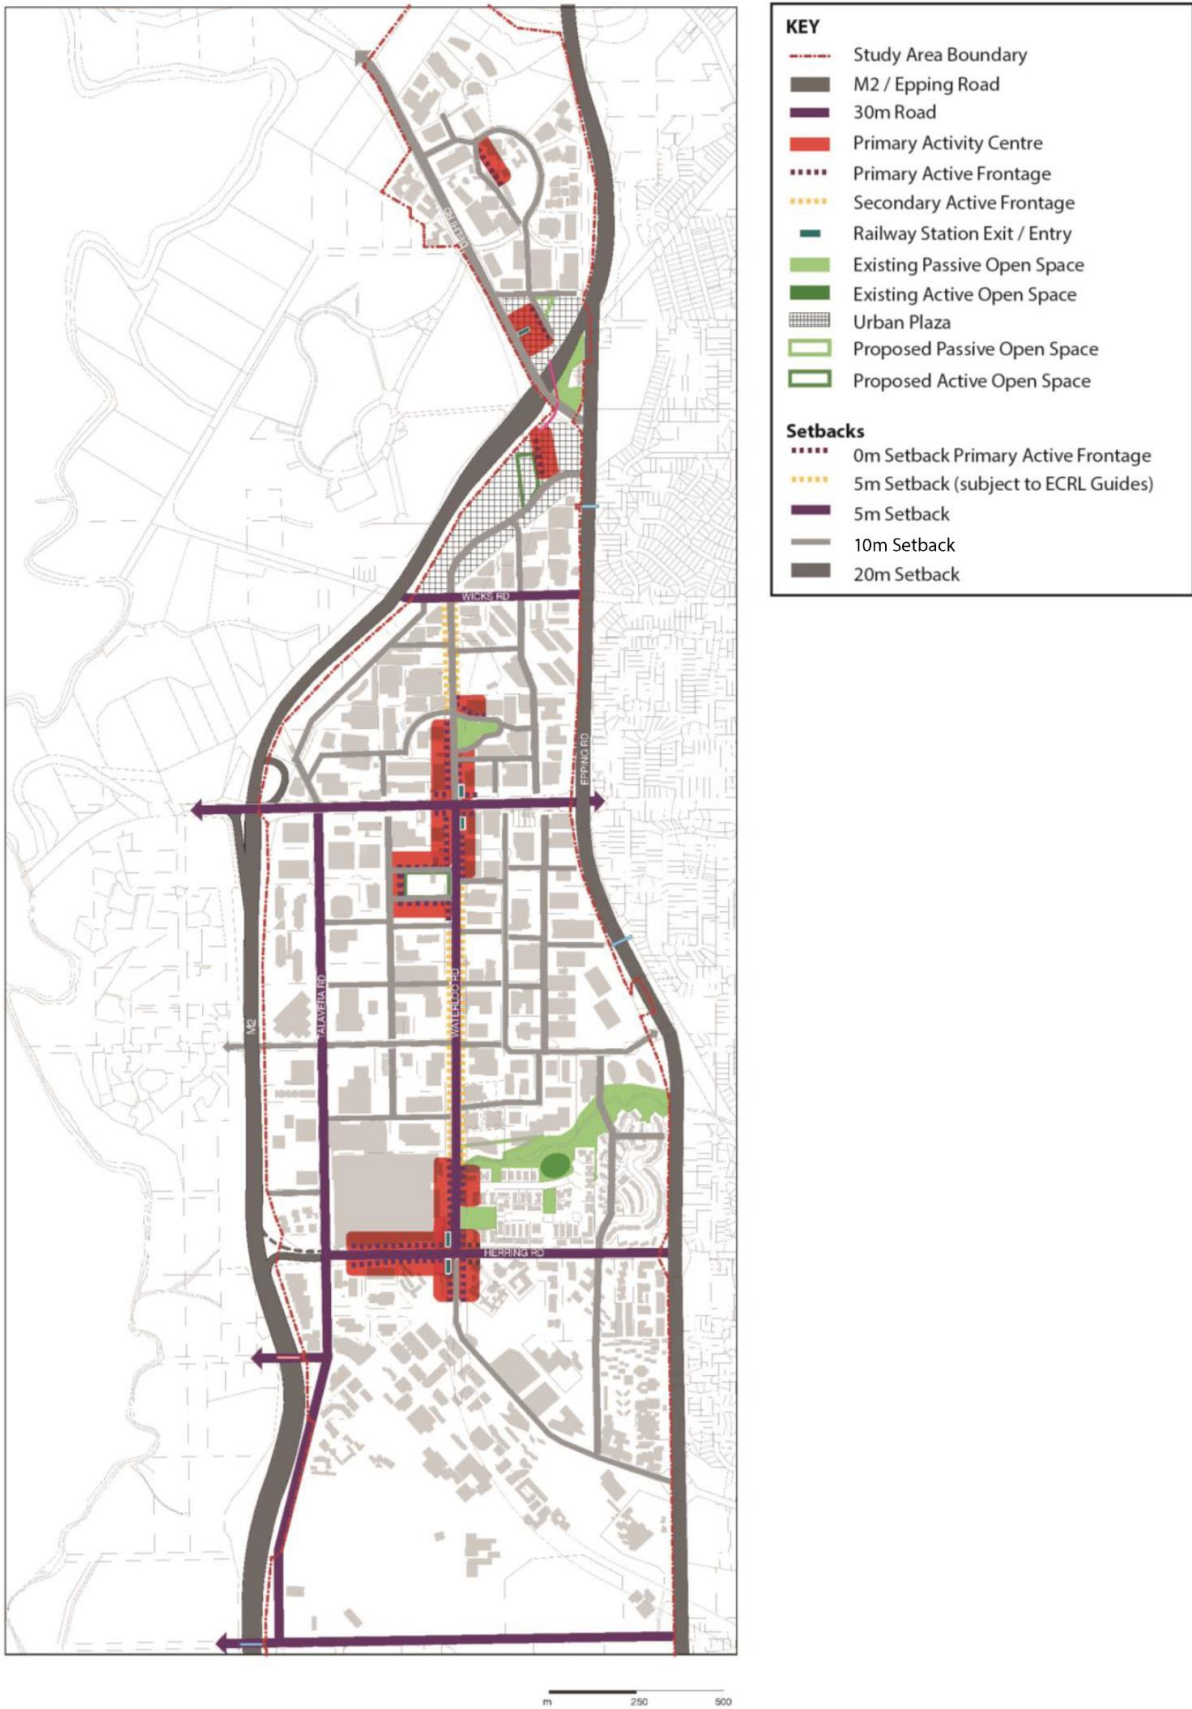 KEY
Study Area Boundary
M2 / Epping Road
30m Road
Primary Activity Centre
Primary Active Frontage
Secondary Active Frontage
Railway Station Exit / Entry
Existing Passive Open Space
Existing Active Open Space
Urban Plaza
Proposed Passive Open Space
Proposed Active Open Space
Setbacks
0m Setback Primary Active Frontage
5m Setback (subject to ECRL Guides)
5m Setback
10m Setback
20m Setback
DELHI RD
WICKS RD
EPPING RD
M2
TALAVERA RD
WATERLOO RD
HERRING RD
m 250 500